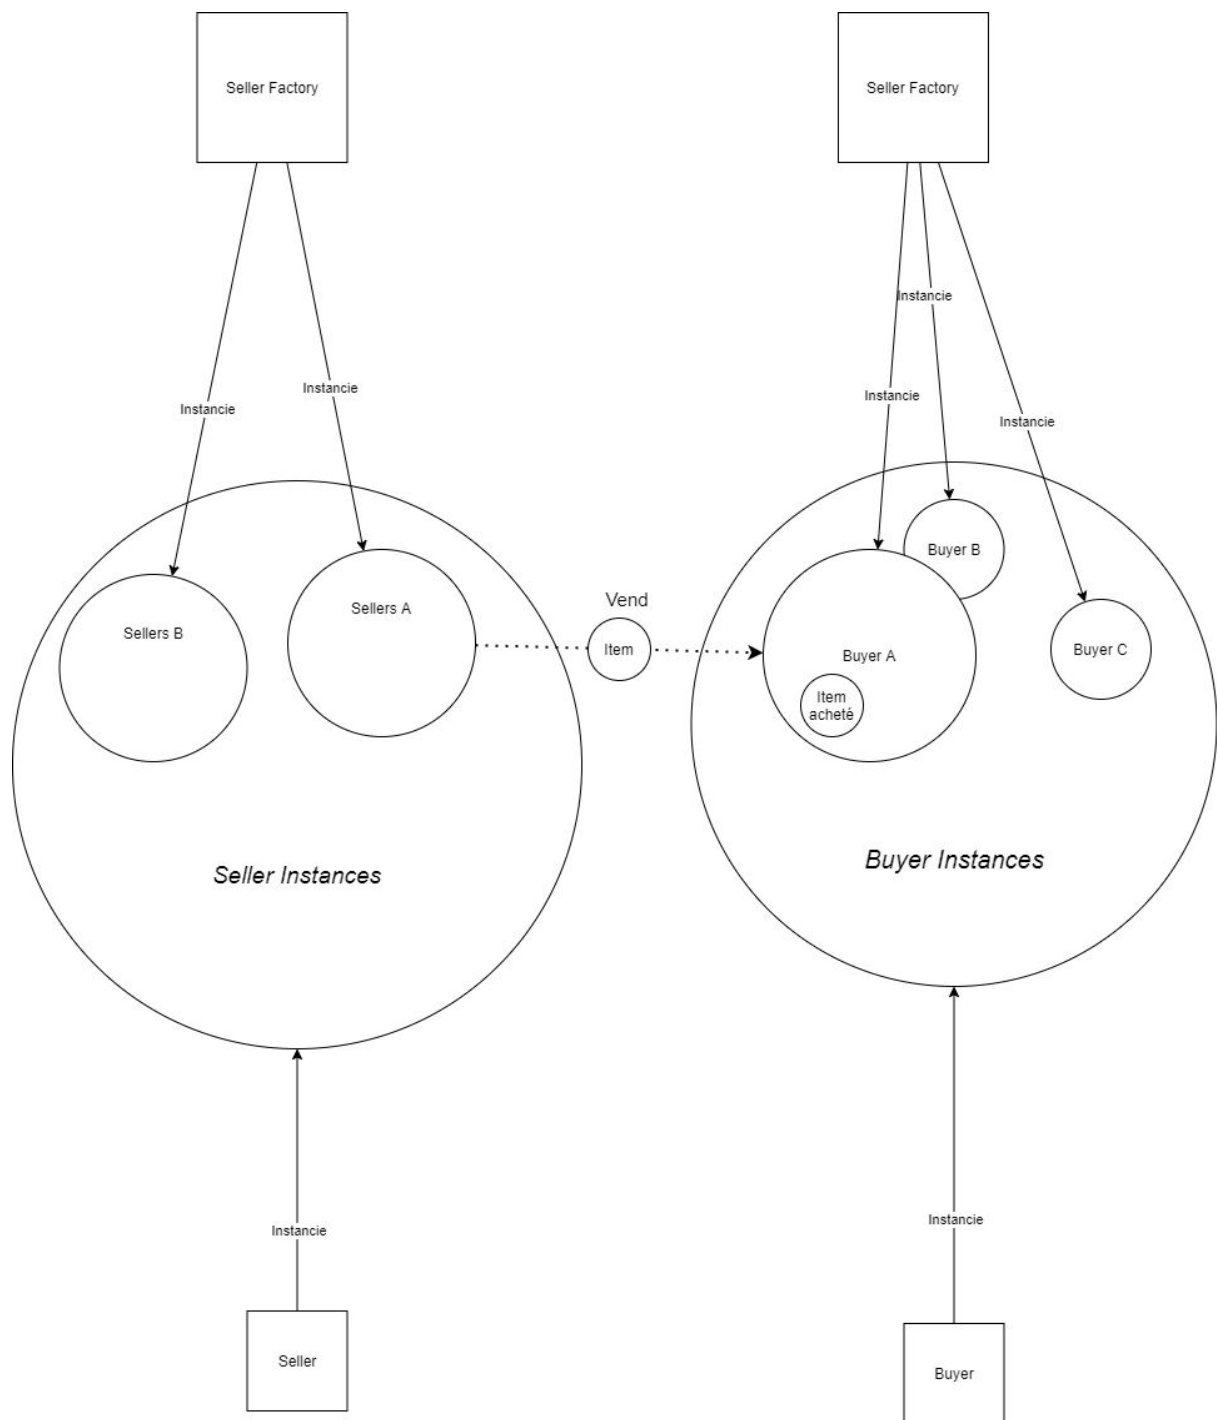 Seller Factory
Seller Factory
Instancie
Instancie
Instancie
Instancie
Instancie
Sellers B
Sellers A
Vend
Item
Buyer B
Buyer A
Item
acheté
Buyer C
Seller Instances
Buyer Instances
Instancie
Instancie
Seller
Buyer